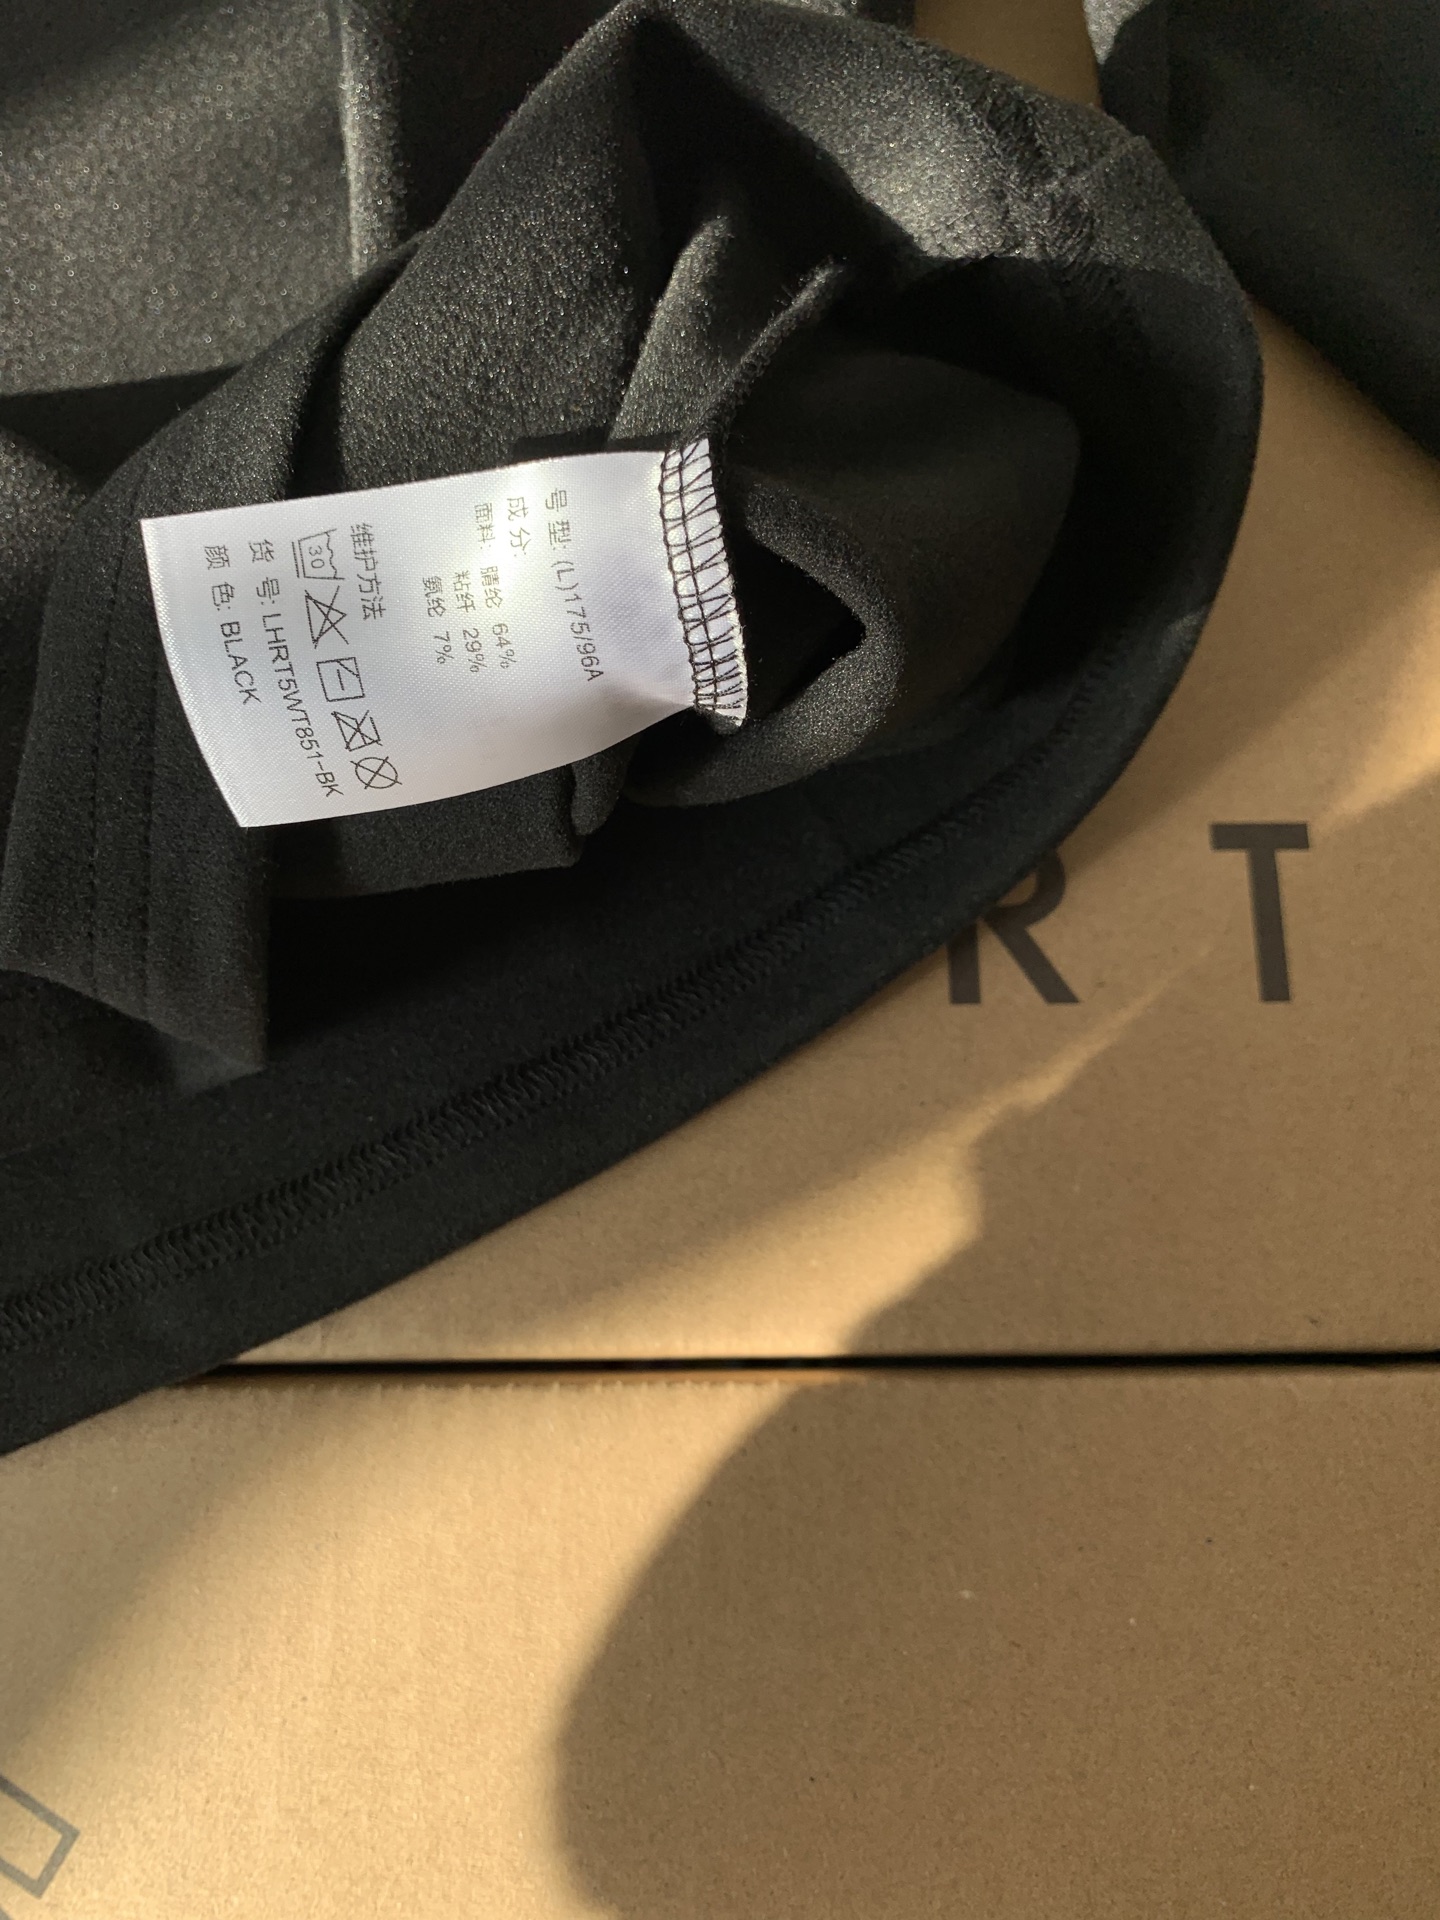 号 型: (L)175/96A
成 分:
面料: 腈纶 64%
粘纤 29%
氨纶 7%
维护方法
30
货 号: LHRT5WT851-BK
颜 色: BLACK
R T